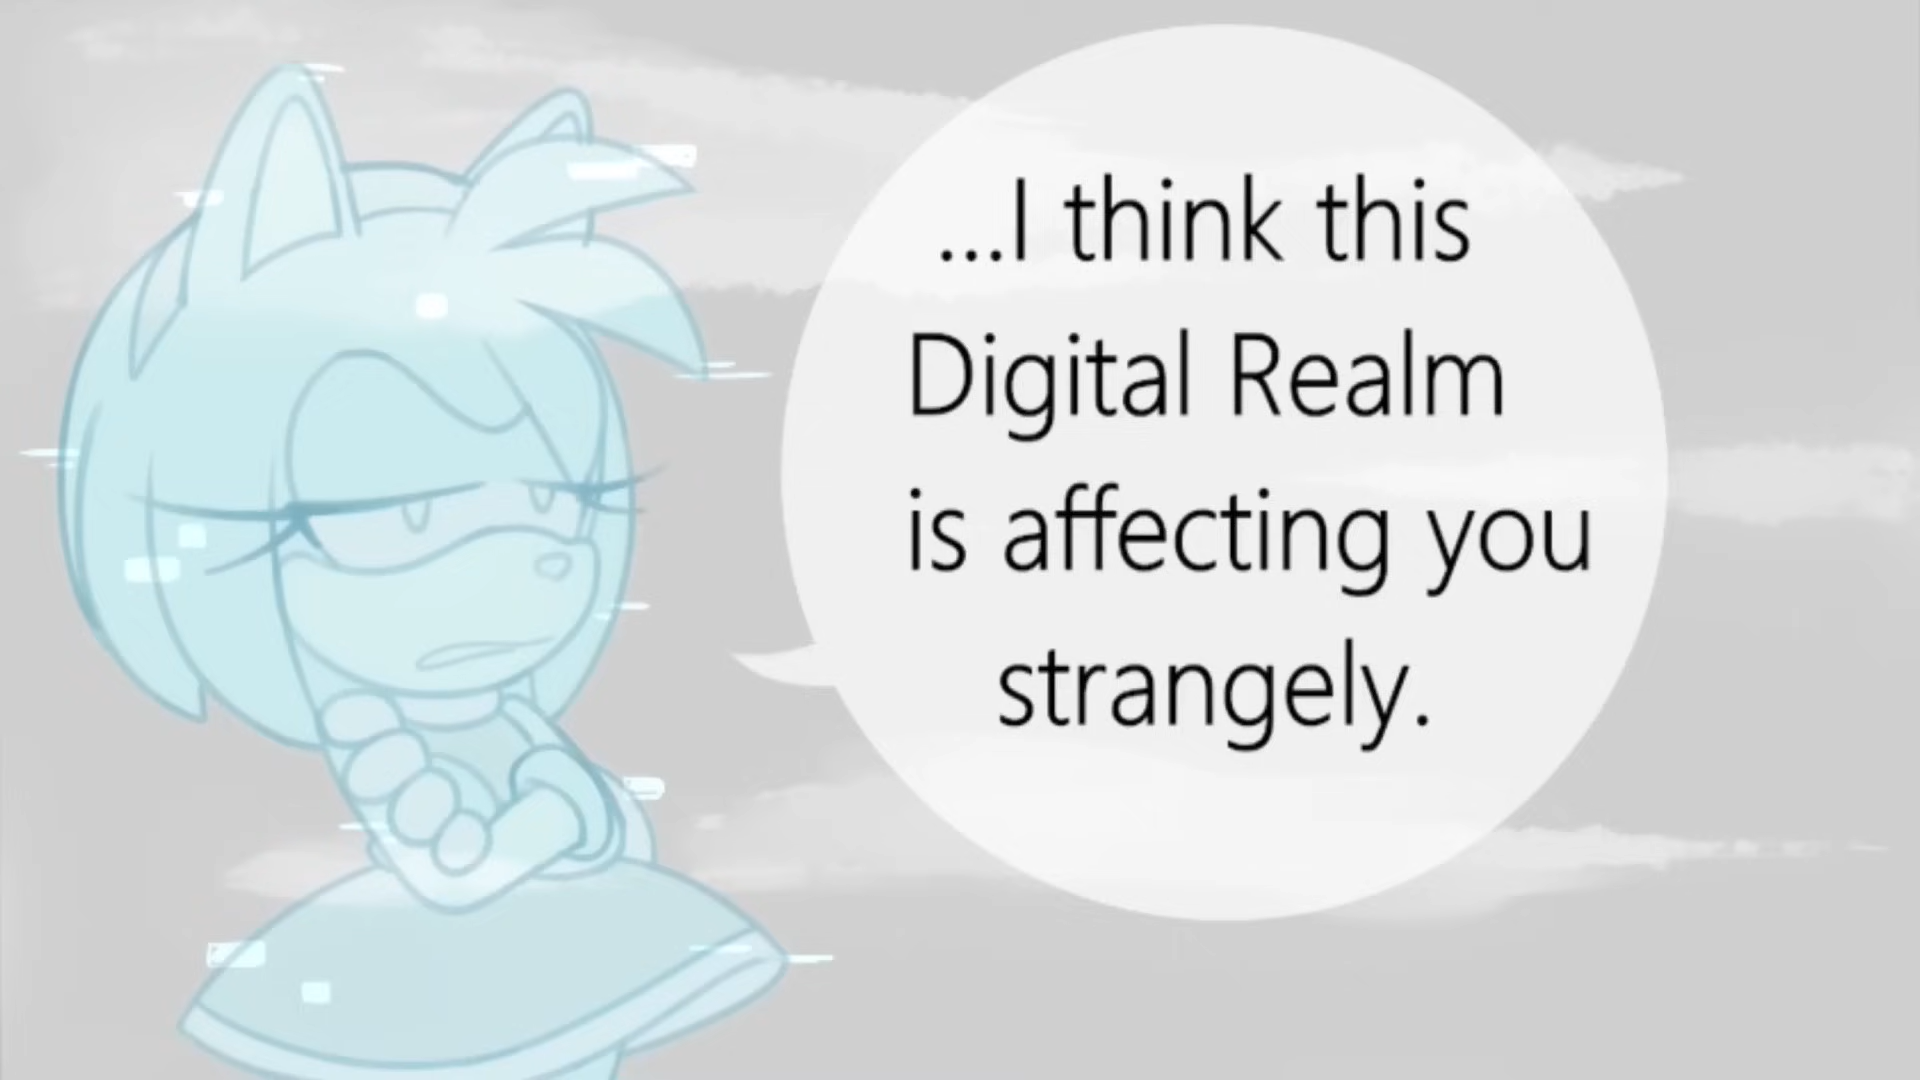 ...I think this
Digital Realm
is affecting you
strangely.